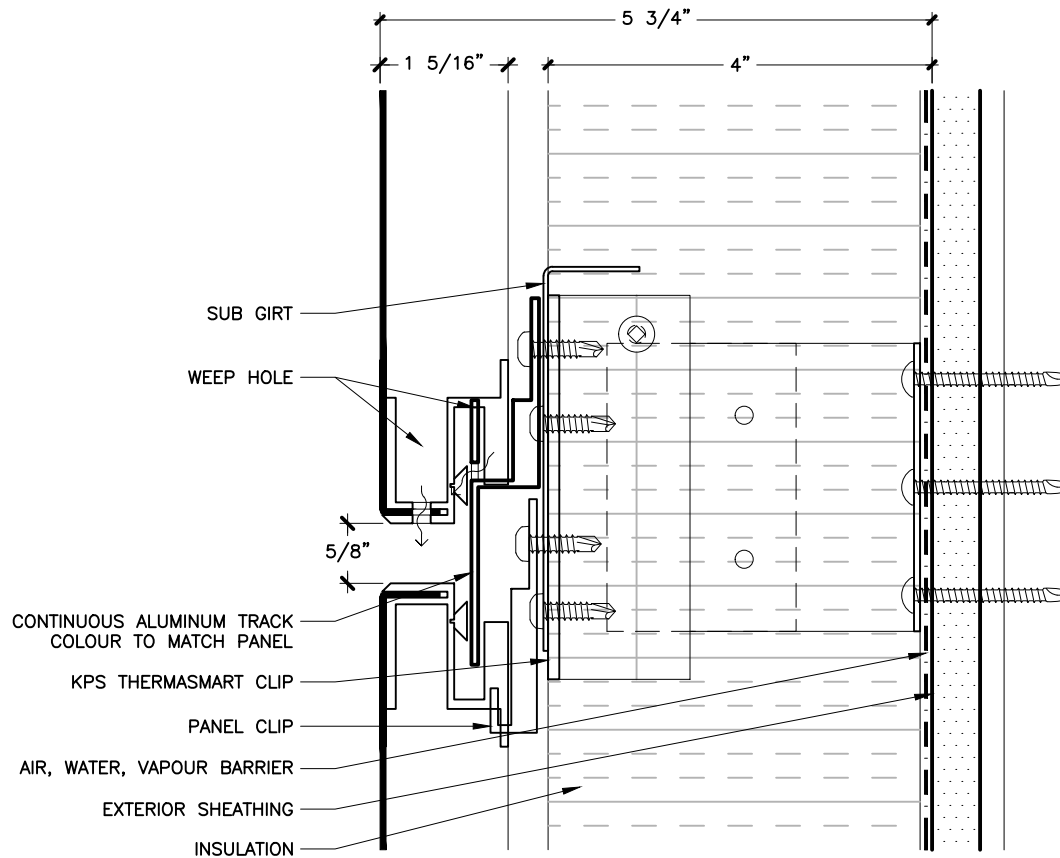 5 3/4”
1 5/16”
4”
SUB GIRT
WEEP HOLE
5/8”
CONTINUOUS ALUMINUM TRACK
COLOUR TO MATCH PANEL
KPS THERMASMART CLIP
PANEL CLIP
AIR, WATER, VAPOUR BARRIER
EXTERIOR SHEATHING
INSULATION